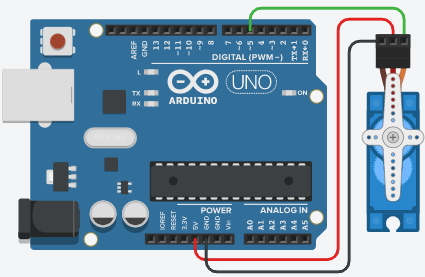 AREF
GND
13
12
~11
~10
~9
8
7
~6
~5
4
~3
2
TX→1
RX←0
DIGITAL (PWM~)
L
TX
RX
ARDUINO
UNO
ON
POWER
ANALOG IN
IOREF
RESET
3.3V
5V
GND
GND
Vin
A0
A1
A2
A3
A4
A5